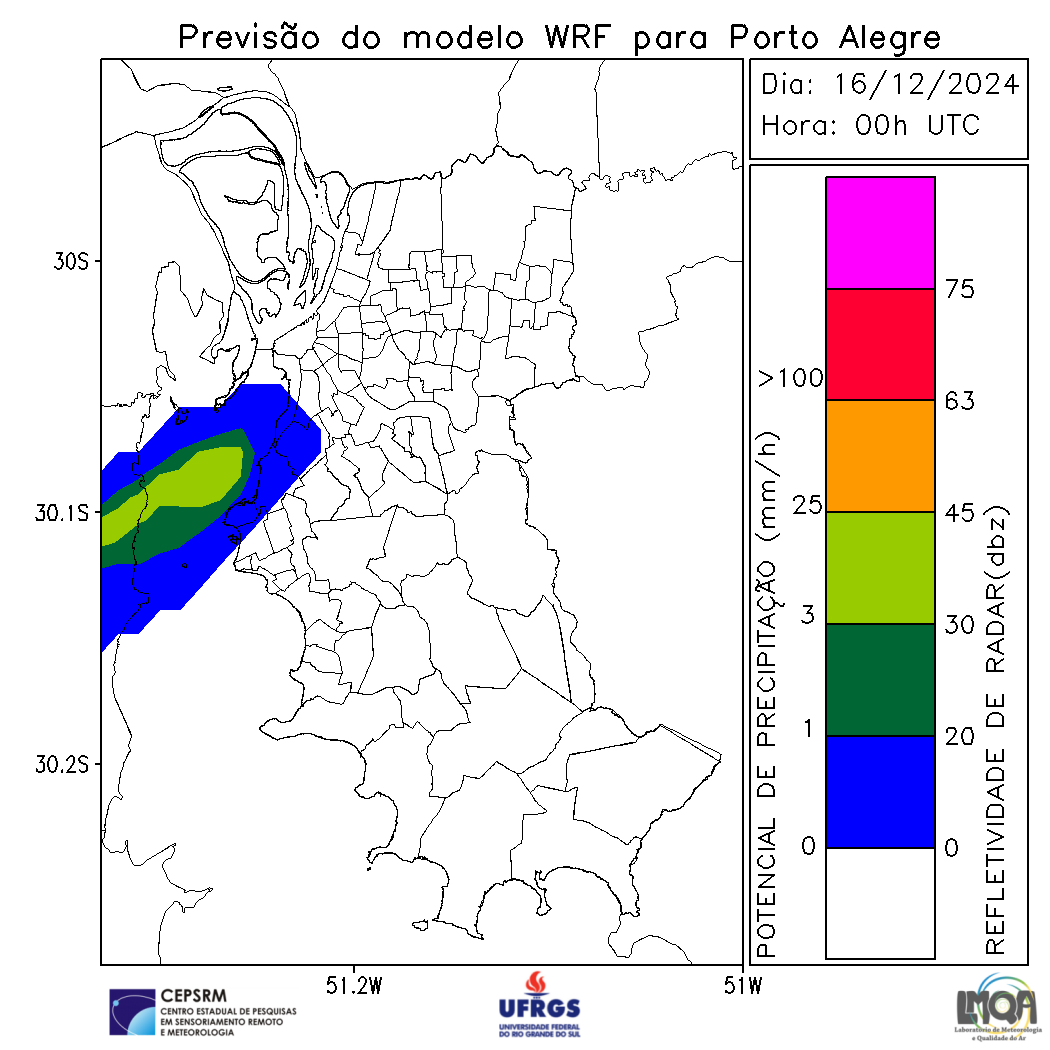 Previsão do modelo WRF para Porto Alegre
Dia: 16/12/2024
Hora: 00h UTC
30S
30.1S
30.2S
51.2W
51W
POTENCIAL DE PRECIPITAÇÃO (mm/h)
>100
25
3
1
0
75
63
45
30
20
0
REFLETIVIDADE DE RADAR(dbz)
CEPSRM
CENTRO ESTADUAL DE PESQUISAS
EM SENSORIAMENTO REMOTO
E METEOROLOGIA
UFRGS
UNIVERSIDADE FEDERAL
DO RIO GRANDE DO SUL
LMQA
Laboratório de Meteorologia
e Qualidade do Ar